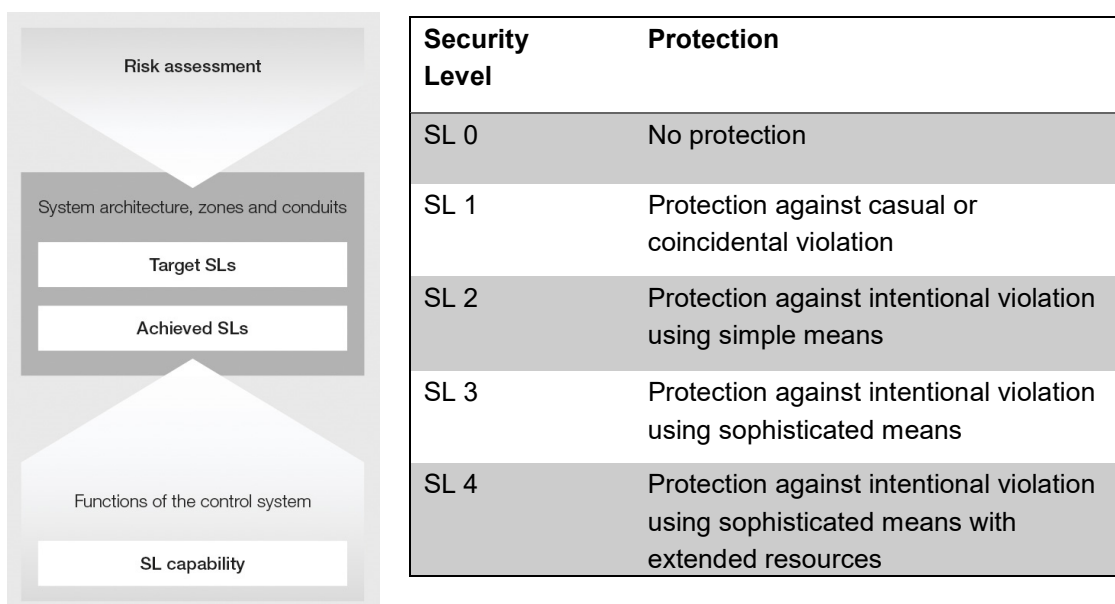 Risk assessment
System architecture, zones and conduits
Target SLs
Achieved SLs
Functions of the control system
SL capability
Security Level
Protection
SL 0
No protection
SL 1
Protection against casual or
coincidental violation
SL 2
Protection against intentional violation
using simple means
SL 3
Protection against intentional violation
using sophisticated means
SL 4
Protection against intentional violation
using sophisticated means with
extended resources